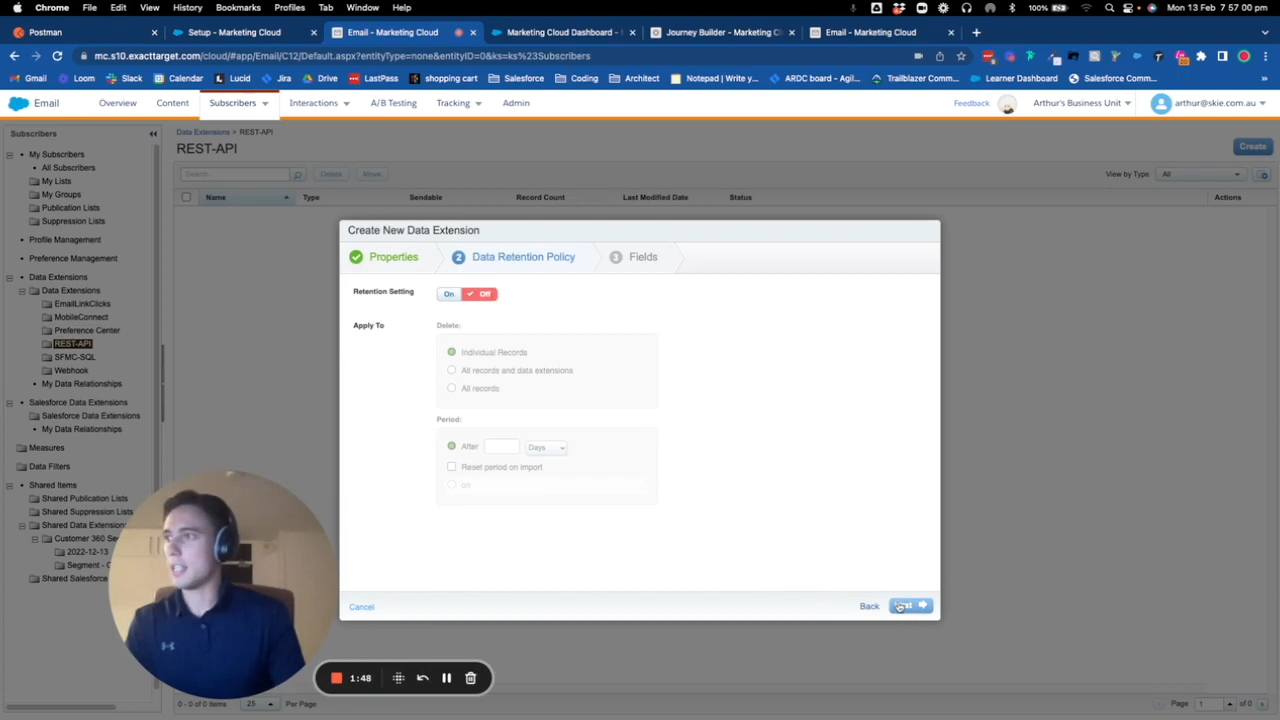 Chrome File Edit View History Bookmarks Profiles Tab Window Help 100% Mon 13 Feb 7 57 00 pm
Postman × Setup - Marketing Cloud × Email - Marketing Cloud × Marketing Cloud Dashboard - × Journey Builder - Marketing Cl × Email - Marketing Cloud × +
mc.s10.exacttarget.com/cloud/#app/Email/C12/Default.aspx?entityType=none&entityID=0&ks=ks%23Subscribers
Gmail Loom Slack Calendar Lucid Jira Drive LastPass shopping cart Salesforce Coding Architect Notepad | Write y... ARDC board - Agil... Trailblazer Comm... Learner Dashboard Salesforce Comm... »
Email Overview Content Subscribers Interactions A/B Testing Tracking Admin Feedback Arthur's Business Unit arthur@skie.com.au
Subscribers
Data Extensions > REST-API
REST-API
Create
Search... Delete Move View by Type All
Name Type Sendable Record Count Last Modified Date Status Actions
My Subscribers
All Subscribers
My Lists
My Groups
Publication Lists
Suppression Lists
Profile Management
Preference Management
Data Extensions
Data Extensions
EmailLinkClicks
MobileConnect
Preference Center
REST-API
SFMC-SQL
Webhook
My Data Relationships
Salesforce Data Extensions
Salesforce Data Extensions
My Data Relationships
Measures
Data Filters
Shared Items
Shared Publication Lists
Shared Suppression Lists
Shared Data Extensions
Customer 360 Se
2022-12-13
Segment - C
Shared Salesforce
Create New Data Extension
Properties 2 Data Retention Policy 3 Fields
Retention Setting On Off
Apply To Delete:
Individual Records
All records and data extensions
All records
Period:
After Days
Reset period on import
on
Cancel Back
1:48
0 - 0 of 0 items 25 Per Page Page 1 of 0